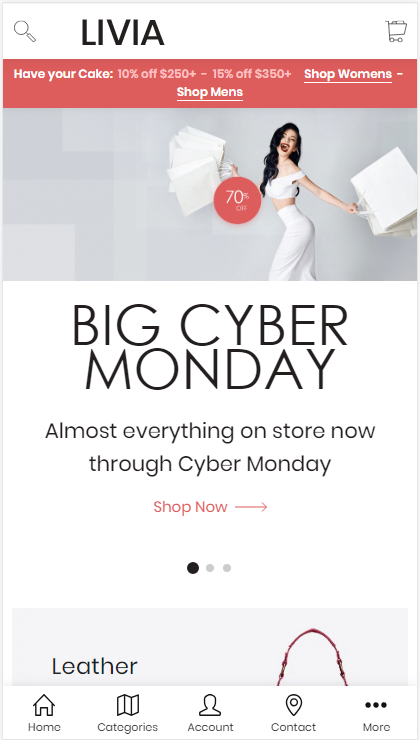 LIVIA
Have your Cake: 10% off $250+ - 15% off $350+ Shop Womens -
Shop Mens
70%
OFF
BIG CYBER
MONDAY
Almost everything on store now
through Cyber Monday
Shop Now
Leather
Home Categories Account Contact More